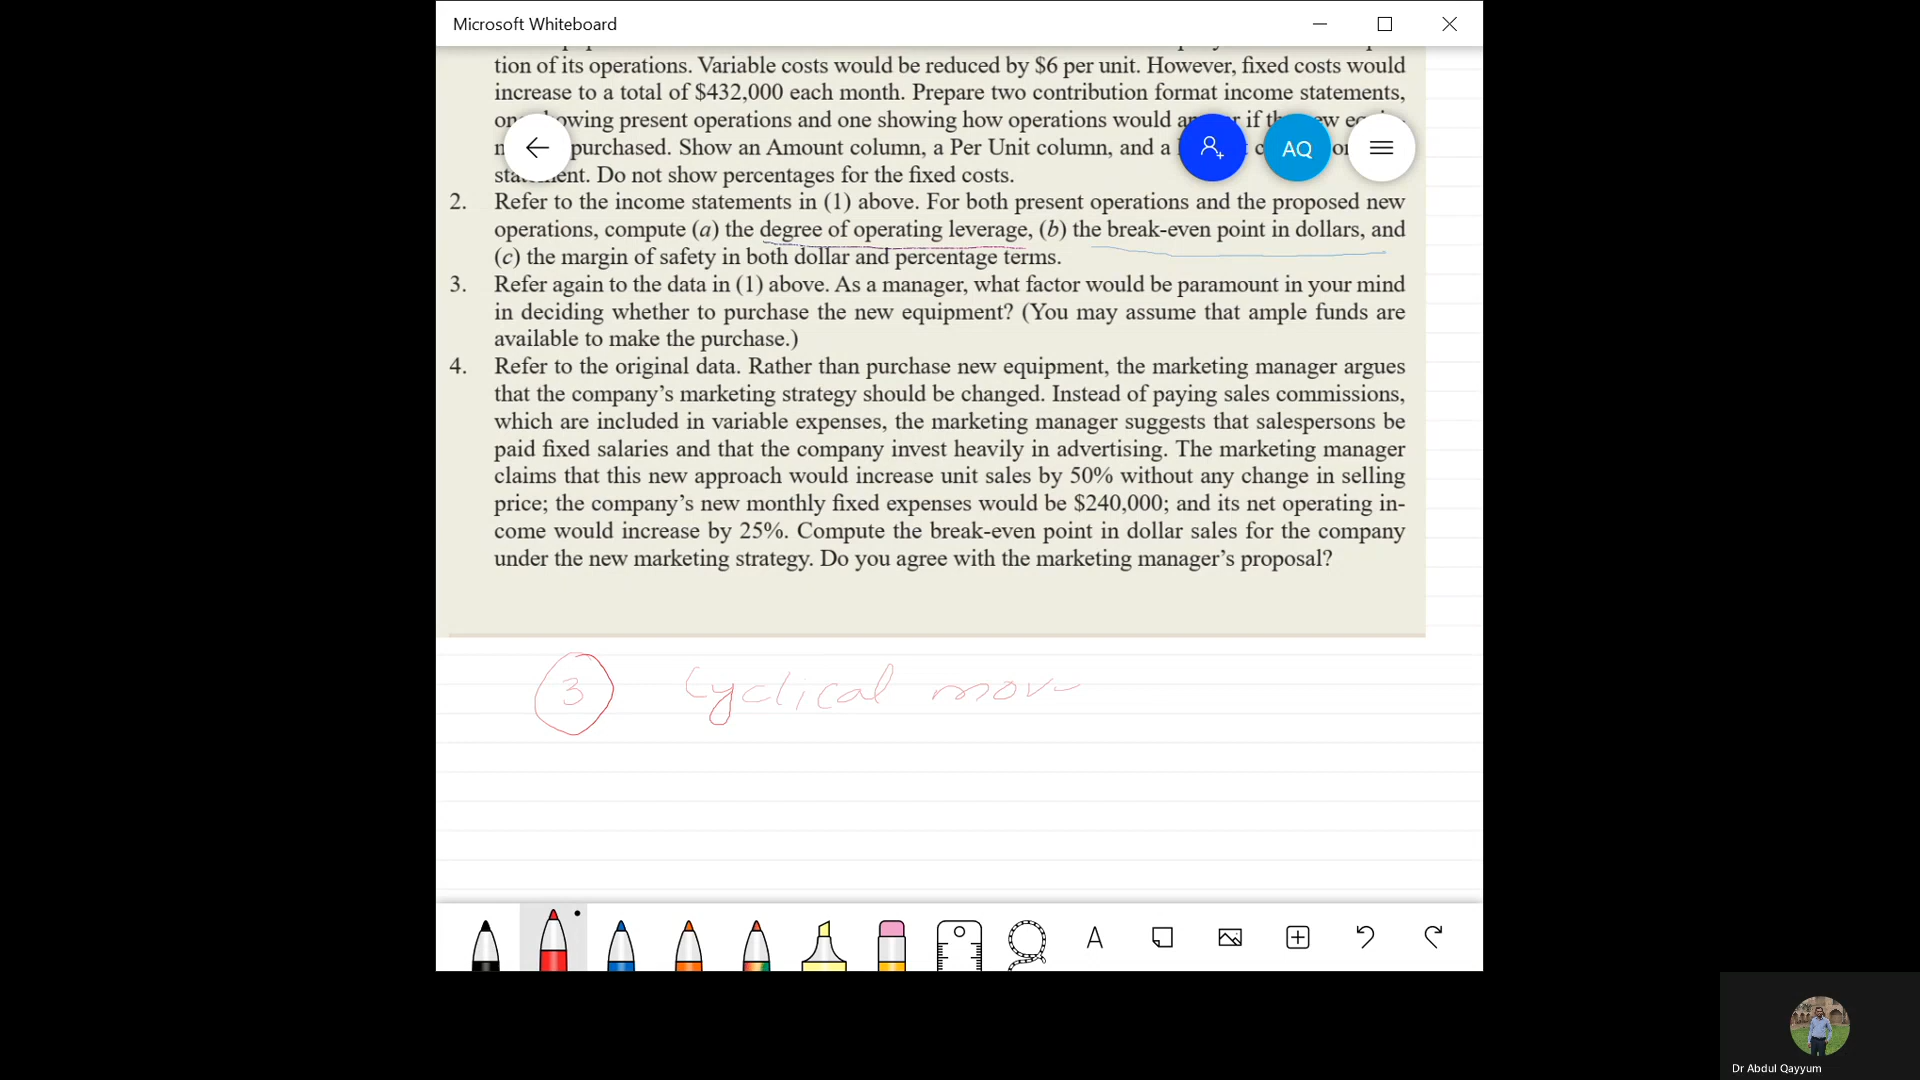 Microsoft Whiteboard
tion of its operations. Variable costs would be reduced by $6 per unit. However, fixed costs would
increase to a total of $432,000 each month. Prepare two contribution format income statements,
owing present operations and one showing how operations would
purchased. Show an Amount column, a Per Unit column, and a
ent. Do not show percentages for the fixed costs.
AQ
2. Refer to the income statements in (1) above. For both present operations and the proposed new
operations, compute (a) the degree of operating leverage, (b) the break-even point in dollars, and
(c) the margin of safety in both dollar and percentage terms.
3. Refer again to the data in (1) above. As a manager, what factor would be paramount in your mind
in deciding whether to purchase the new equipment? (You may assume that ample funds are
available to make the purchase.)
4. Refer to the original data. Rather than purchase new equipment, the marketing manager argues
that the company’s marketing strategy should be changed. Instead of paying sales commissions,
which are included in variable expenses, the marketing manager suggests that salespersons be
paid fixed salaries and that the company invest heavily in advertising. The marketing manager
claims that this new approach would increase unit sales by 50% without any change in selling
price; the company’s new monthly fixed expenses would be $240,000; and its net operating in-
come would increase by 25%. Compute the break-even point in dollar sales for the company
under the new marketing strategy. Do you agree with the marketing manager’s proposal?
3 Cyclical mov
A
Dr Abdul Qayyum